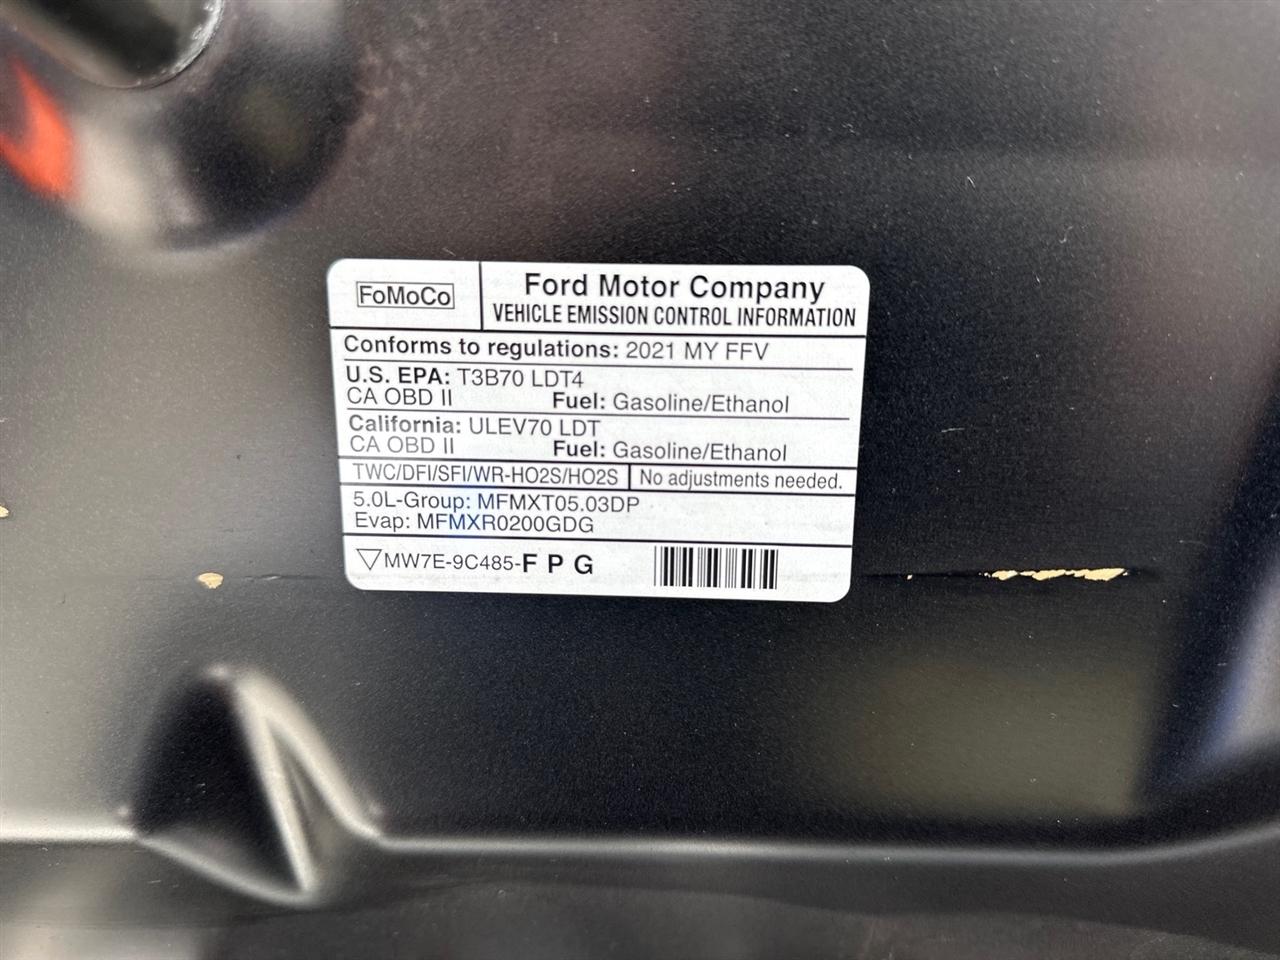 FoMoCo
Ford Motor Company
VEHICLE EMISSION CONTROL INFORMATION
Conforms to regulations: 2021 MY FFV
U.S. EPA: T3B70 LDT4
CA OBD II Fuel: Gasoline/Ethanol
California: ULEV70 LDT
CA OBD II Fuel: Gasoline/Ethanol
TWC/DFI/SFI/WR-HO2S/HO2S No adjustments needed.
5.0L-Group: MFMXT05.03DP
Evap: MFMXR0200GDG
MW7E-9C485-F P G